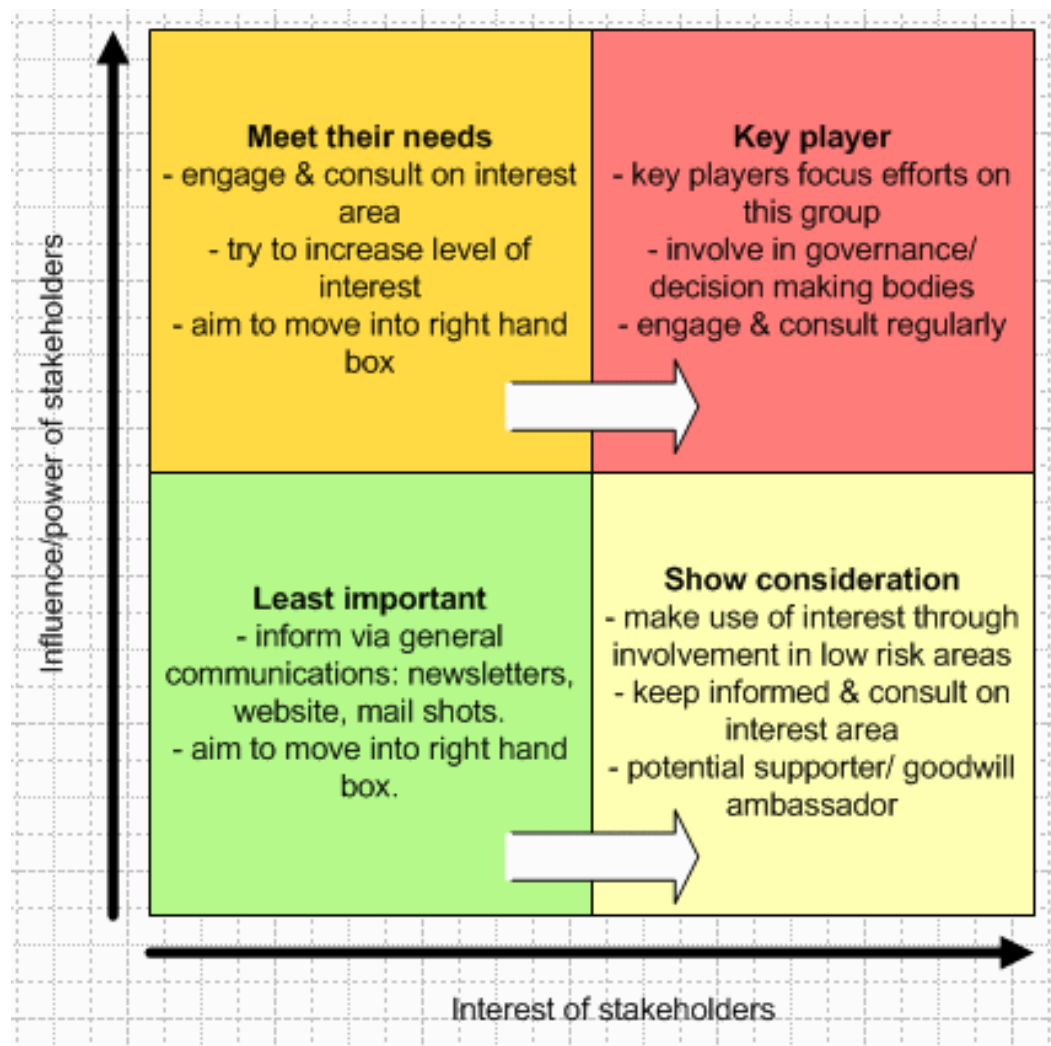 Influence/power of stakeholders
Meet their needs
- engage & consult on interest
area
- try to increase level of
interest
- aim to move into right hand
box
Key player
- key players focus efforts on
this group
- involve in governance/
decision making bodies
- engage & consult regularly
Least important
- inform via general
communications: newsletters,
website, mail shots.
- aim to move into right hand
box.
Show consideration
- make use of interest through
involvement in low risk areas
- keep informed & consult on
interest area
- potential supporter/ goodwill
ambassador
Interest of stakeholders